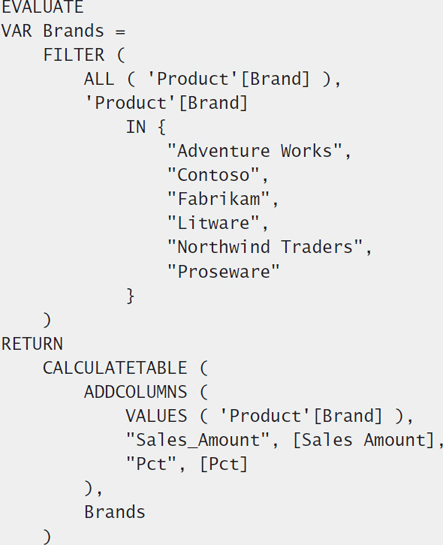 EVALUATE
VAR Brands =
    FILTER (
        ALL ( 'Product'[Brand] ),
        'Product'[Brand]
            IN {
                "Adventure Works",
                "Contoso",
                "Fabrikam",
                "Litware",
                "Northwind Traders",
                "Proseware"
            }
    )
RETURN
    CALCULATETABLE (
        ADDCOLUMNS (
            VALUES ( 'Product'[Brand] ),
            "Sales_Amount", [Sales Amount],
            "Pct", [Pct]
        ),
        Brands
    )